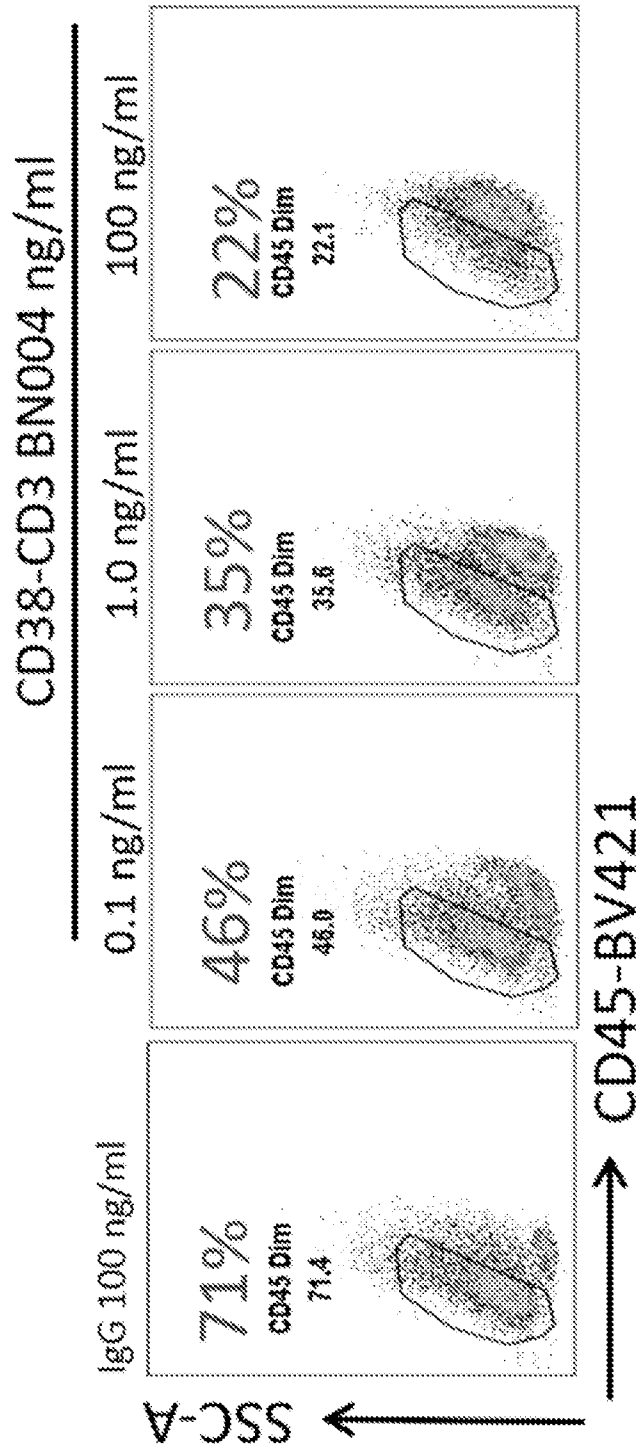 CD38-CD3 BN004 ng/ml
IgG 100 ng/ml
0.1 ng/ml
1.0 ng/ml
100 ng/ml
71%
CD45 Dim
71.4
46%
CD45 Dim
46.0
35%
CD45 Dim
35.6
22%
CD45 Dim
22.1
SSC-A
CD45-BV421